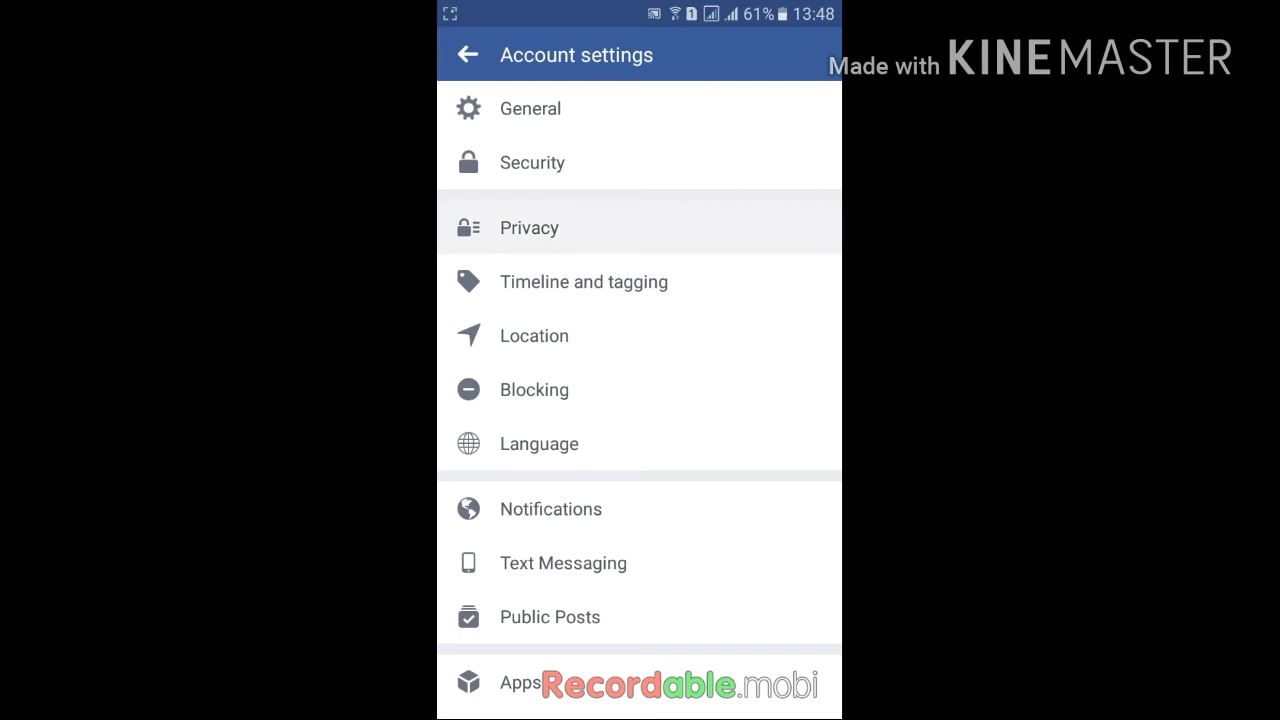 61% 13:48
Account settings
Made with KINEMASTER
General
Security
Privacy
Timeline and tagging
Location
Blocking
Language
Notifications
Text Messaging
Public Posts
Apps
Recordable.mobi